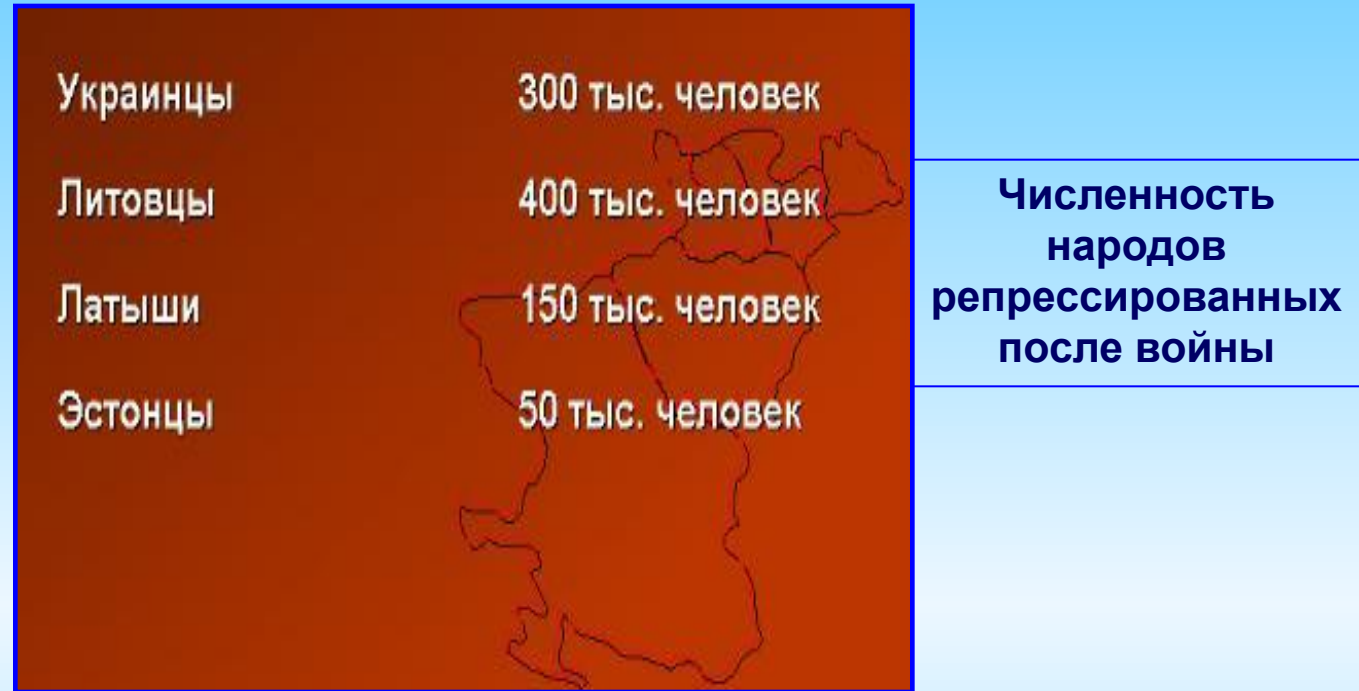 Украинцы 300 тыс. человек
Литовцы 400 тыс. человек
Латыши 150 тыс. человек
Эстонцы 50 тыс. человек
Численность
народов
репрессированных
после войны